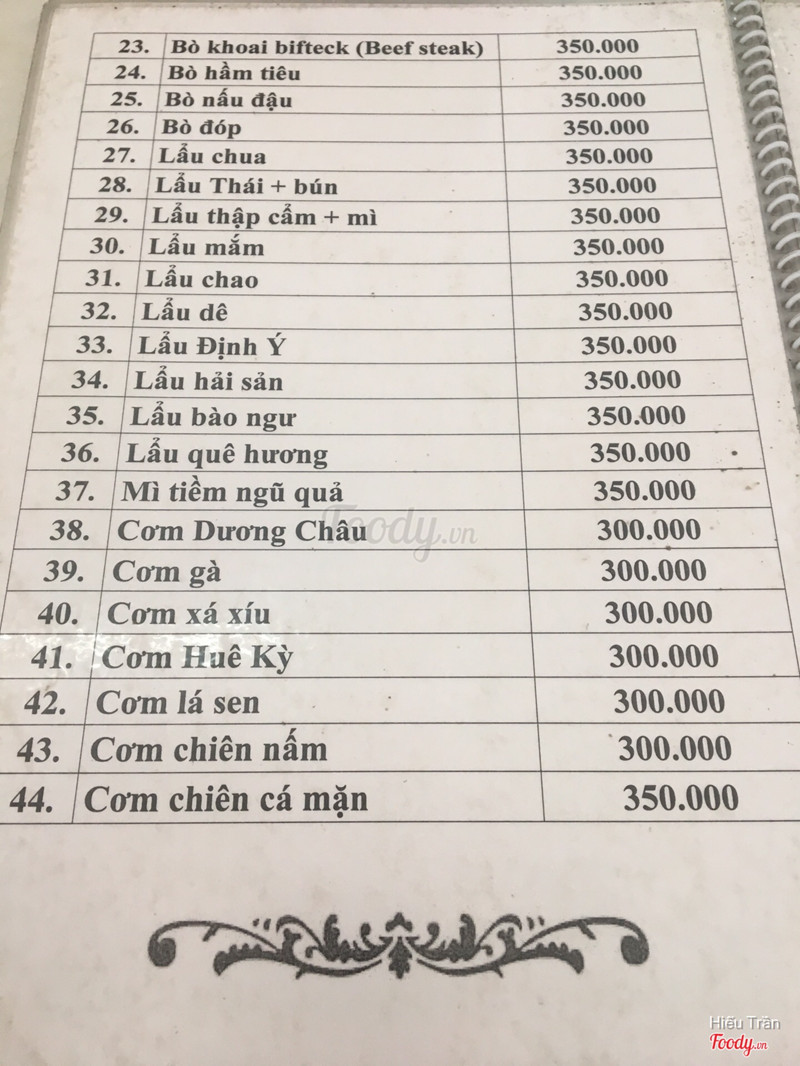 23. Bò khoai bifteck (Beef steak) 350.000
24. Bò hầm tiêu 350.000
25. Bò nấu đậu 350.000
26. Bò đóp 350.000
27. Lẩu chua 350.000
28. Lẩu Thái + bún 350.000
29. Lẩu thập cẩm + mì 350.000
30. Lẩu mắm 350.000
31. Lẩu chao 350.000
32. Lẩu dê 350.000
33. Lẩu Định Ý 350.000
34. Lẩu hải sản 350.000
35. Lẩu bào ngư 350.000
36. Lẩu quê hương 350.000
37. Mì tiềm ngũ quả 350.000
38. Cơm Dương Châu 300.000
Foody.vn
39. Cơm gà 300.000
40. Cơm xá xíu 300.000
41. Cơm Huê Kỳ 300.000
42. Cơm lá sen 300.000
43. Cơm chiên nấm 300.000
44. Cơm chiên cá mặn 350.000
Hiếu Trần
Foody.vn